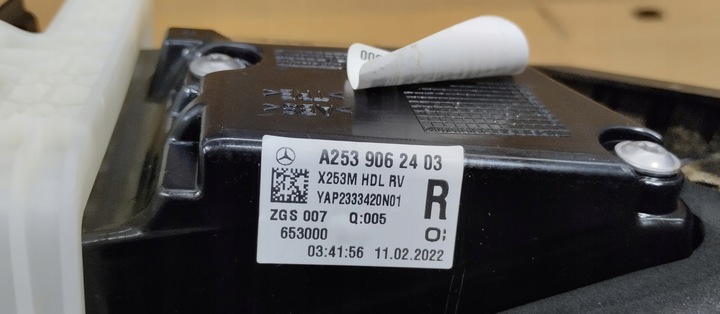 A253 906 24 03
X253M HDL RV
YAP2333420N01
R
ZGS 007 Q:005
653000
03:41:56 11.02.2022